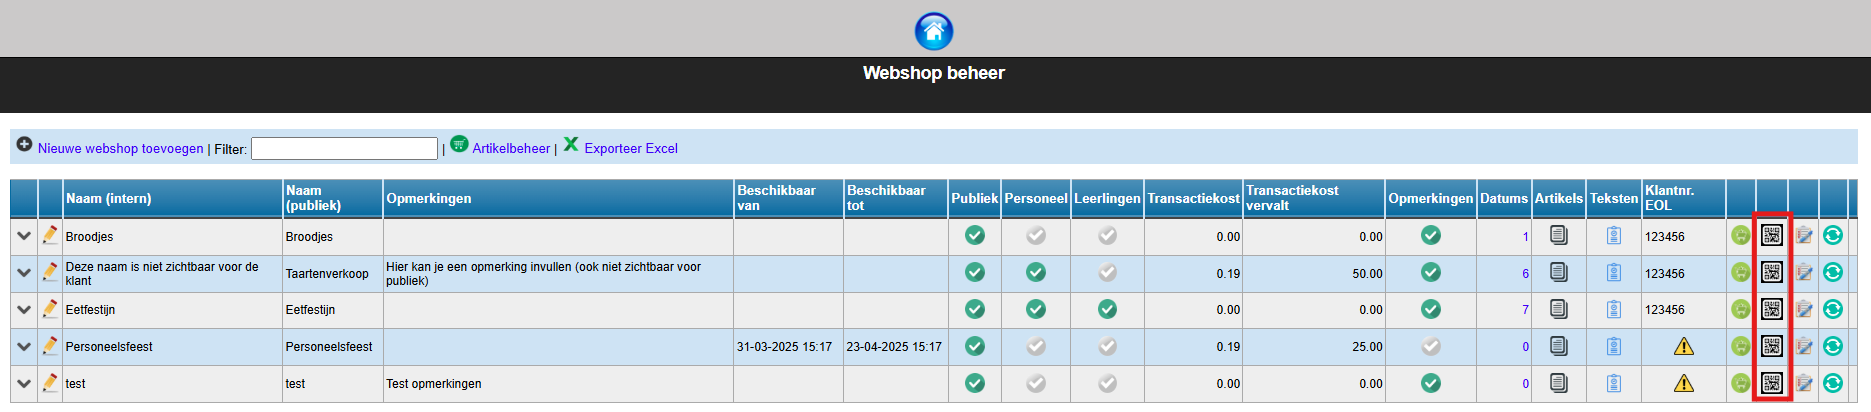 Webshop beheer
Nieuwe webshop toevoegen | Filter: | Artikelbeheer | Exporteer Excel
Naam (intern) Naam (publiek) Opmerkingen Beschikbaar van Beschikbaar tot Publiek Personeel Leerlingen Transactiekost Transactiekost vervalt Opmerkingen Datums Artikels Teksten Klantnr. EOL
Broodjes Broodjes 0.00 0.00 1 123456
Deze naam is niet zichtbaar voor de klant Taartenverkoop Hier kan je een opmerking invullen (ook niet zichtbaar voor publiek) 0.19 50.00 6 123456
Eetfestijn Eetfestijn 0.00 0.00 7 123456
Personeelsfeest Personeelsfeest 31-03-2025 15:17 23-04-2025 15:17 0.19 25.00 0
test test Test opmerkingen 0.00 0.00 0